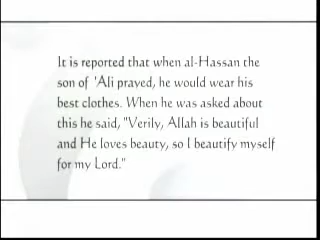 It is reported that when al-Hassan the
son of 'Ali prayed, he would wear his
best clothes. When he was asked about
this he said, "Verily, Allah is beautiful
and He loves beauty, so I beautify myself
for my Lord."